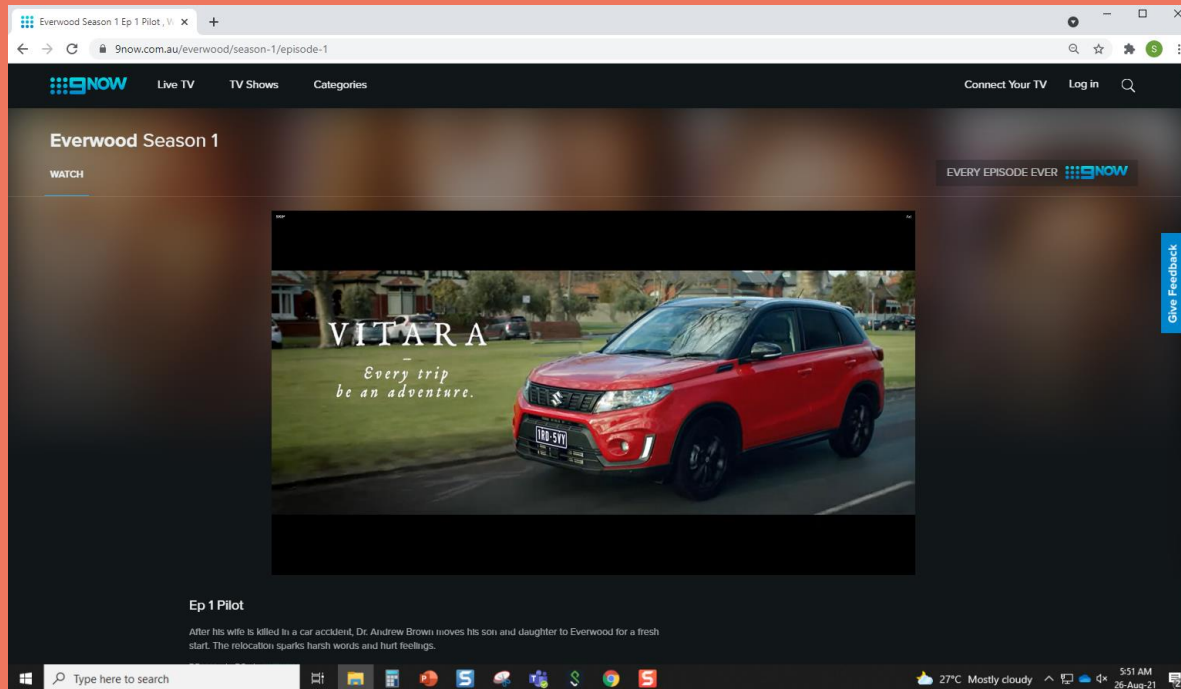 Everwood Season 1 Ep 1 Pilot , W
9now.com.au/everwood/season-1/episode-1
S
9NOW Live TV TV Shows Categories Connect Your TV Log in
Everwood Season 1
WATCH
EVERY EPISODE EVER 9NOW
Give Feedback
VITARA
Every trip
be an adventure.
1RD-5VY
Ep 1 Pilot
After his wife is killed in a car accident, Dr. Andrew Brown moves his son and daughter to Everwood for a fresh
start. The relocation sparks harsh words and hurt feelings.
Type here to search
27°C Mostly cloudy
5:51 AM
26-Aug-21